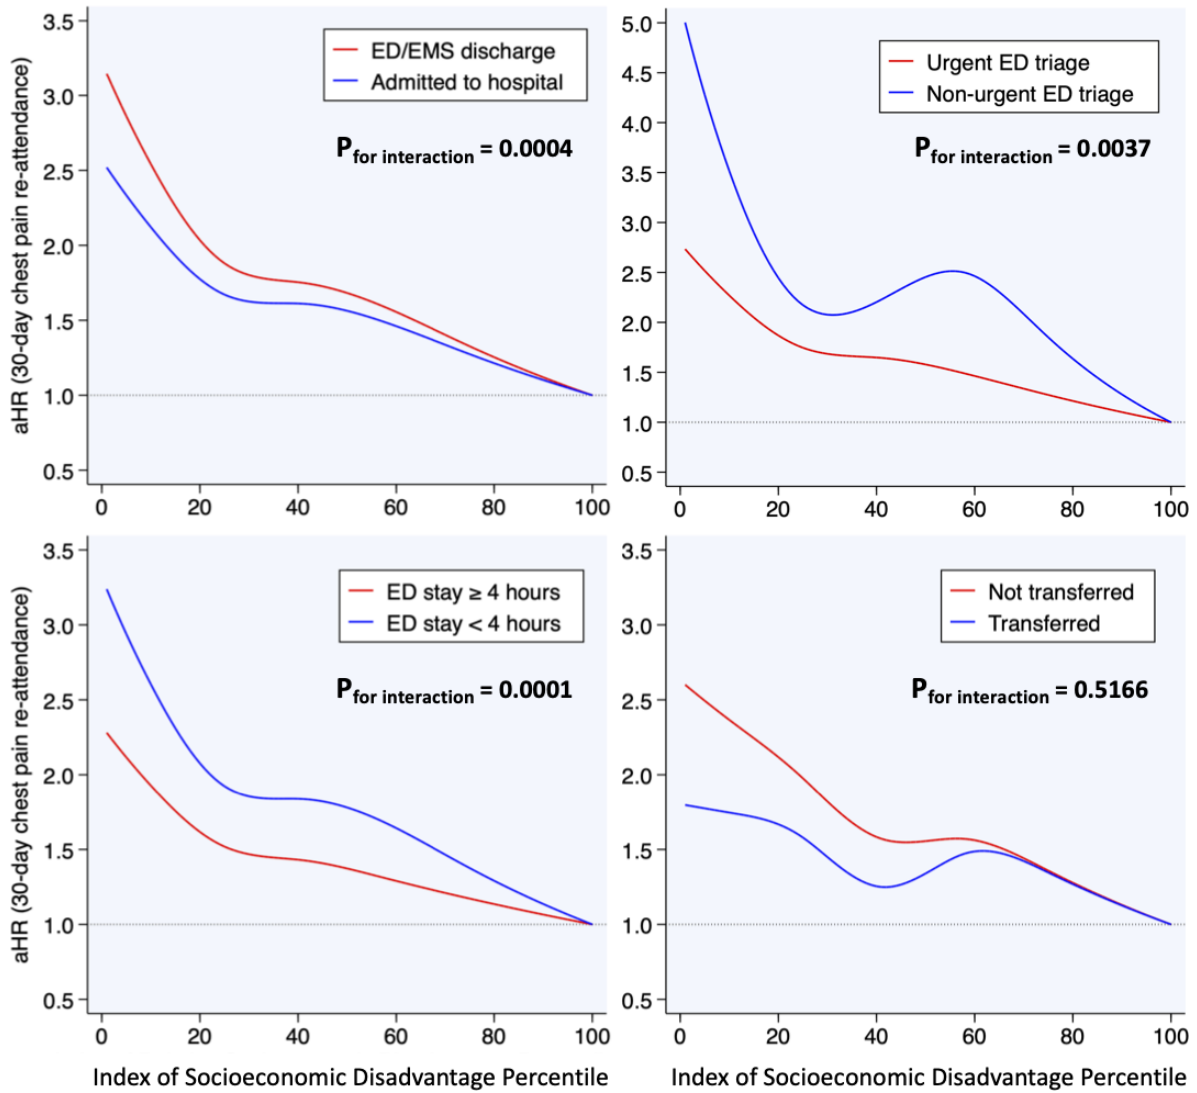 aHR (30-day chest pain re-attendance)
3.5
3.0
2.5
2.0
1.5
1.0
0.5
ED/EMS discharge
Admitted to hospital
Pfor interaction = 0.0004
0 20 40 60 80 100
5.0
4.5
4.0
3.5
3.0
2.5
2.0
1.5
1.0
0.5
Urgent ED triage
Non-urgent ED triage
Pfor interaction = 0.0037
0 20 40 60 80 100
aHR (30-day chest pain re-attendance)
3.5
3.0
2.5
2.0
1.5
1.0
0.5
ED stay ≥ 4 hours
ED stay < 4 hours
Pfor interaction = 0.0001
0 20 40 60 80 100
Index of Socioeconomic Disadvantage Percentile
3.5
3.0
2.5
2.0
1.5
1.0
0.5
Not transferred
Transferred
Pfor interaction = 0.5166
0 20 40 60 80 100
Index of Socioeconomic Disadvantage Percentile